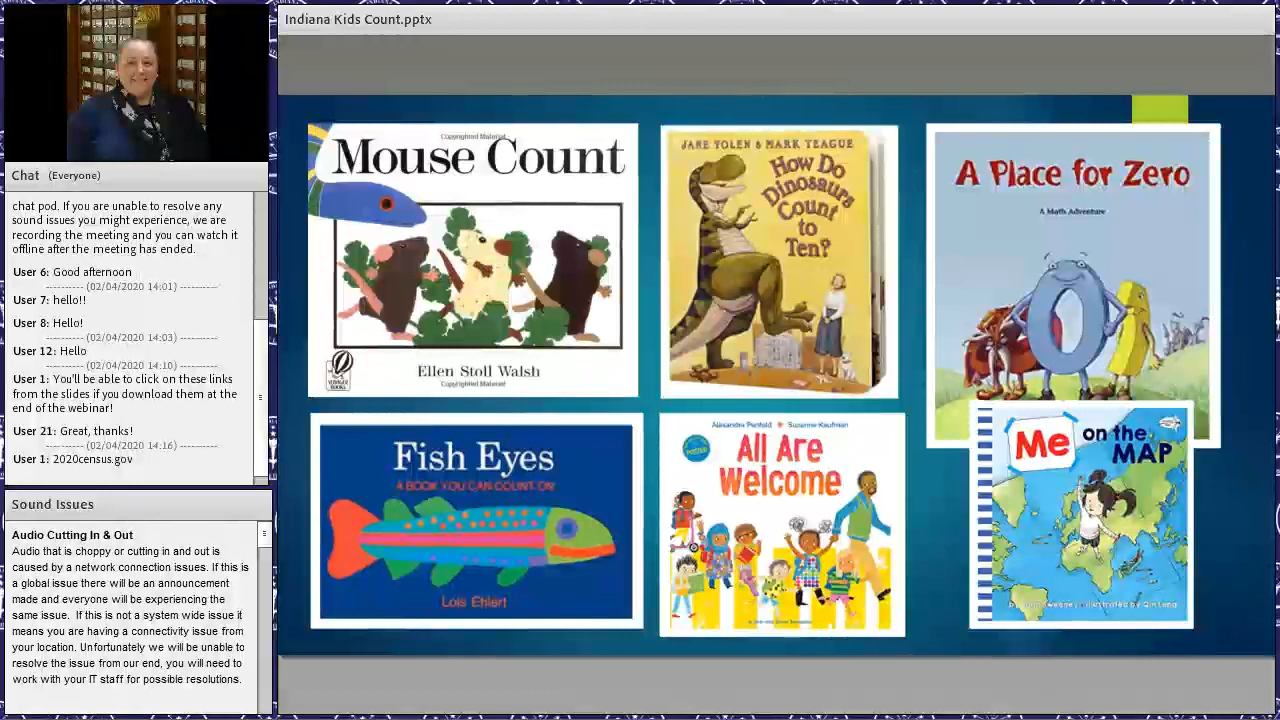 Indiana Kids Count.pptx
Chat (Everyone)
chat pod. If you are unable to resolve any
sound issues you might experience, we are
recording the meeting and you can watch it
offline after the meeting has ended.
User 6: Good afternoon
---------- (02/04/2020 14:01) ----------
User 7: hello!!
User 8: Hello!
---------- (02/04/2020 14:03) ----------
User 12: Hello
---------- (02/04/2020 14:10) ----------
User 1: You'll be able to click on these links
from the slides if you download them at the
end of the webinar!
User 13: Great, thanks!
---------- (02/04/2020 14:16) ----------
User 1: 2020census.gov
Sound Issues
Audio Cutting In & Out
Audio that is choppy or cutting in and out is
caused by a network connection issues. If this is
a global issue there will be an announcement
made and everyone will be experiencing the
same issue. If this is not a system wide issue it
means you are having a connectivity issue from
your location. Unfortunately we will be unable to
resolve the issue from our end, you will need to
work with your IT staff for possible resolutions.
Copyrighted Material
Mouse Count
VOYAGER
BOOKS
Ellen Stoll Walsh
Copyrighted Material
JANE YOLEN & MARK TEAGUE
How Do
Dinosaurs
Count
to
Ten?
A Place for Zero
A Math Adventure
Fish Eyes
A BOOK YOU CAN COUNT ON
Lois Ehlert
Alexandra Penfold Suzanne Kaufman
All Are
Welcome
Me on the
MAP
illustrated by Qin Leng